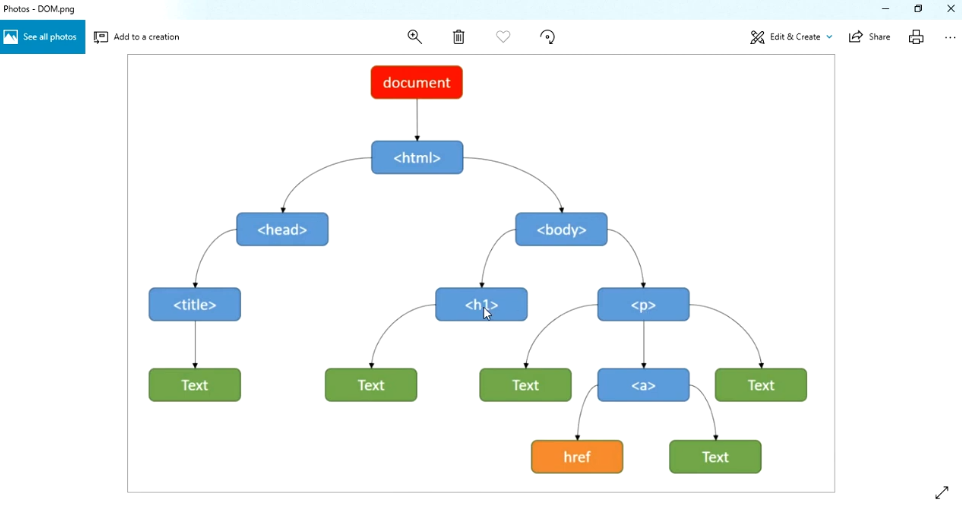 Photos - DOM.png
See all photos
Add to a creation
Edit & Create
Share
document
<html>
<head>
<body>
<title>
<h1>
<p>
Text
Text
Text
<a>
Text
href
Text